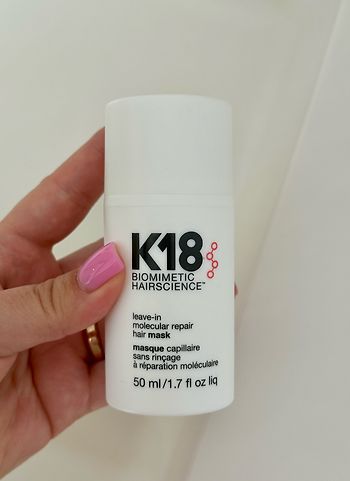 K18
BIOMIMETIC
HAIRSCIENCE™
leave-in
molecular repair
hair mask
masque capillaire
sans rinçage
à réparation moléculaire
50 ml/1.7 fl oz liq